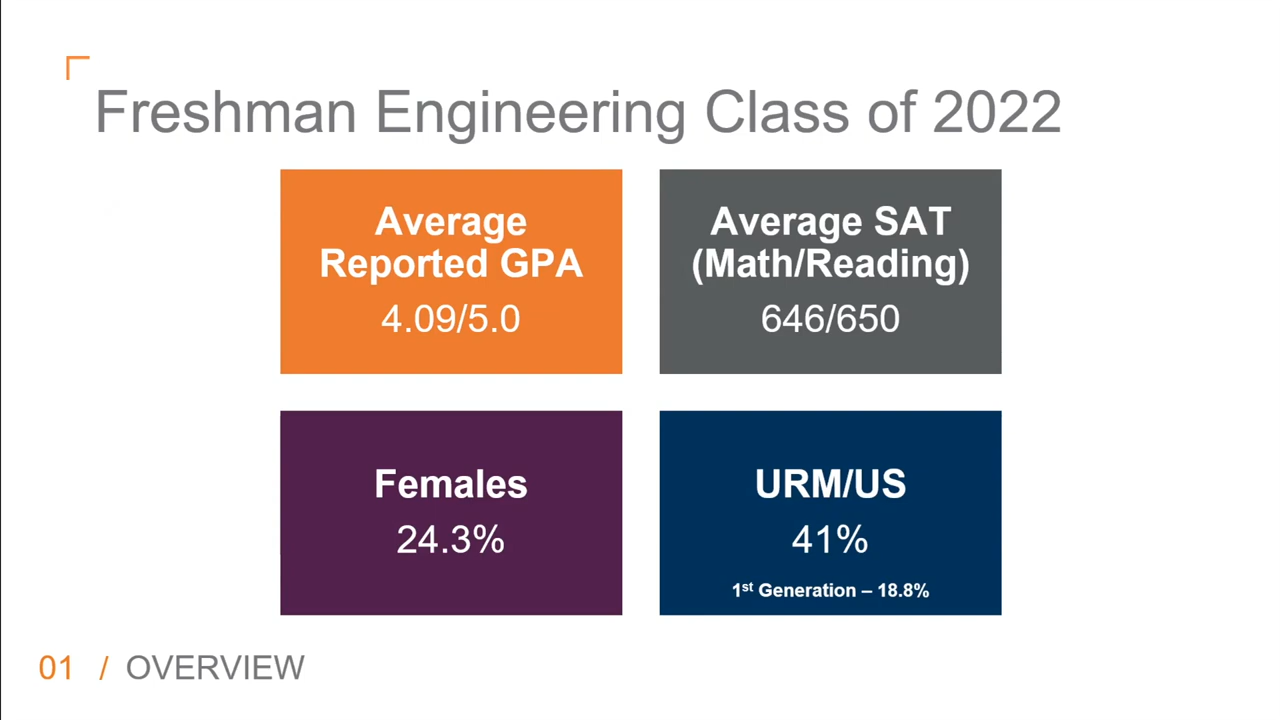 Freshman Engineering Class of 2022
Average
Reported GPA
4.09/5.0
Average SAT
(Math/Reading)
646/650
Females
24.3%
URM/US
41%
1st Generation – 18.8%
01 / OVERVIEW